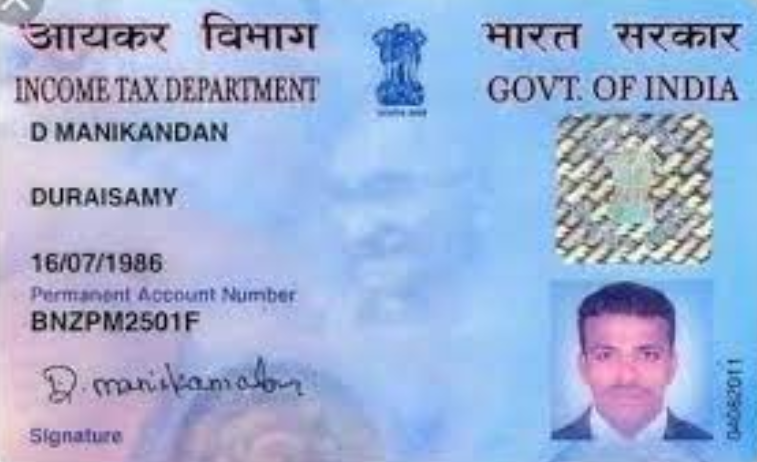 आयकर विभाग
INCOME TAX DEPARTMENT
भारत सरकार
GOVT. OF INDIA
D MANIKANDAN
DURAISAMY
16/07/1986
Permanent Account Number
BNZPM2501F
D. manikandan
Signature